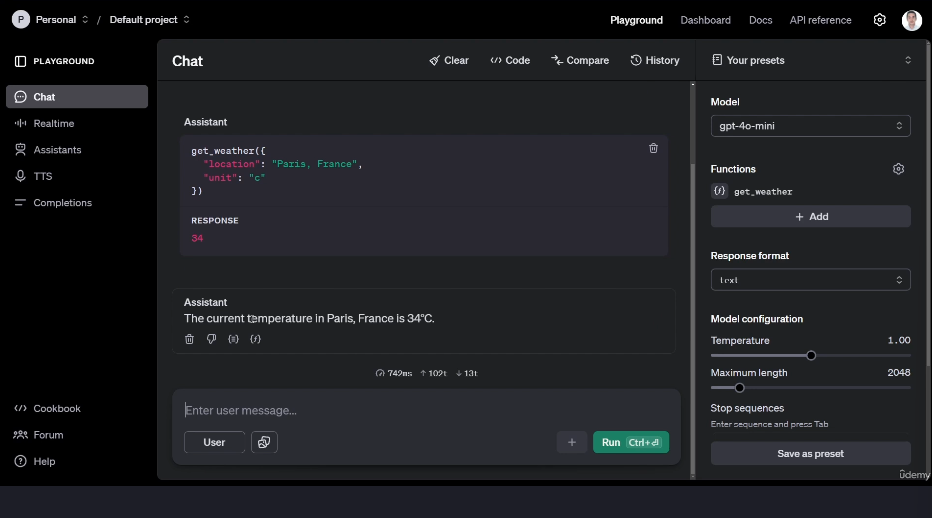 P Personal / Default project
Playground Dashboard Docs API reference
PLAYGROUND
Chat
Realtime
Assistants
TTS
Completions
Cookbook
Forum
Help
Chat
Clear Code Compare History
Assistant
get_weather({
"location": "Paris, France",
"unit": "c"
})
RESPONSE
34
Assistant
The current temperature in Paris, France is 34°C.
742ms ↑ 102t ↓ 13t
Enter user message...
User
+ Run Ctrl+⏎
Your presets
Model
gpt-4o-mini
Functions
get_weather
+ Add
Response format
text
Model configuration
Temperature 1.00
Maximum length 2048
Stop sequences
Enter sequence and press Tab
Save as preset
ûdemy